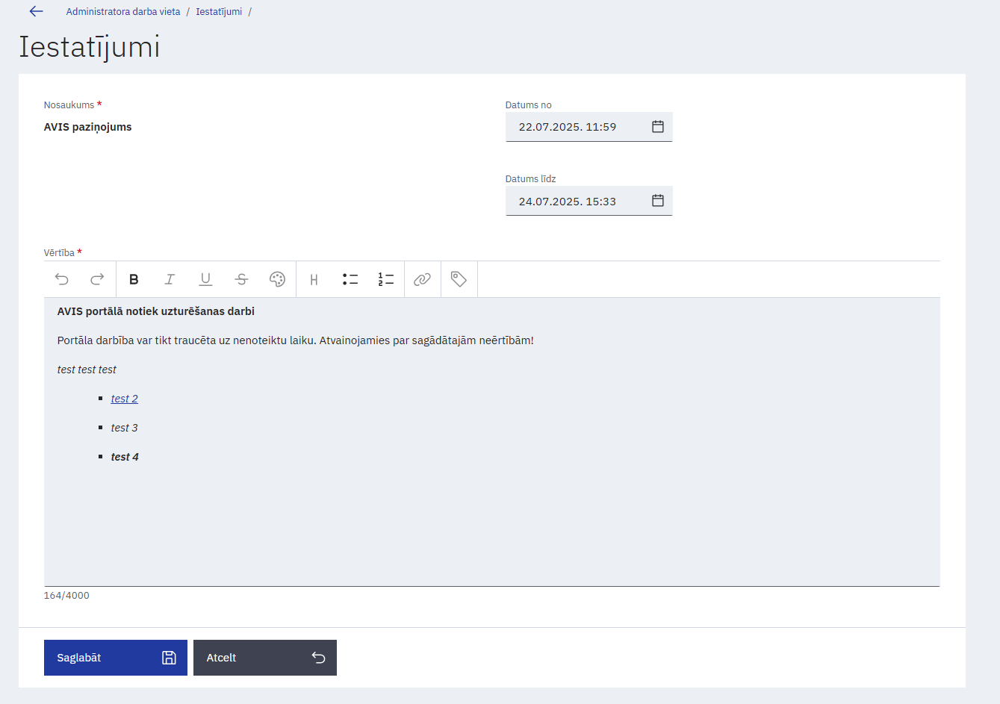 Administratora darba vieta / Iestatījumi /
Iestatījumi
Nosaukums *
AVIS paziņojums
Datums no
22.07.2025. 11:59
Datums līdz
24.07.2025. 15:33
Vērtība *
B I U S H
AVIS portālā notiek uzturēšanas darbi
Portāla darbība var tikt traucēta uz nenoteiktu laiku. Atvainojamies par sagādātajām neērtībām!
test test test
test 2
test 3
test 4
164/4000
Saglabāt
Atcelt